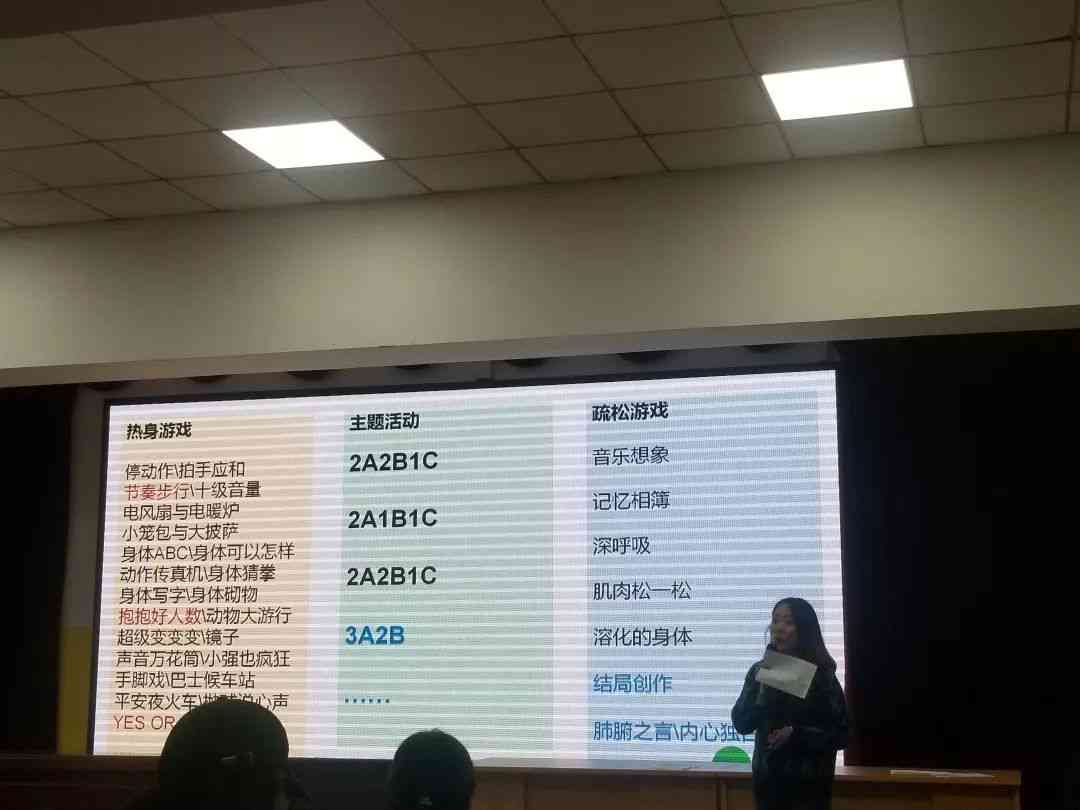 热身游戏
停动作\拍手应和
节奏步行\十级音量
电风扇与电暖炉
小笼包与大披萨
身体ABC\身体可以怎样
动作传真机\身体猜拳
身体写字\身体砌物
抱抱好人数\动物大游行
超级变变变\镜子
声音万花筒\小强也疯狂
手脚戏\巴士候车站
平安夜火车\心声
YES OR
主题活动
2A2B1C
2A1B1C
2A2B1C
3A2B
......
疏松游戏
音乐想象
记忆相簿
深呼吸
肌肉松一松
溶化的身体
结局创作
肺腑之言\内心独白